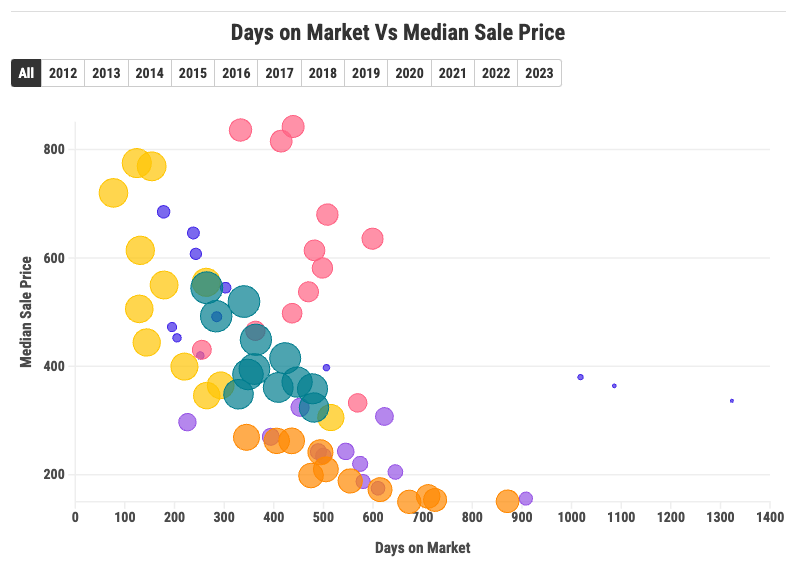 Days on Market Vs Median Sale Price
All 2012 2013 2014 2015 2016 2017 2018 2019 2020 2021 2022 2023
800
600
400
200
Median Sale Price
0 100 200 300 400 500 600 700 800 900 1000 1100 1200 1300 1400
Days on Market